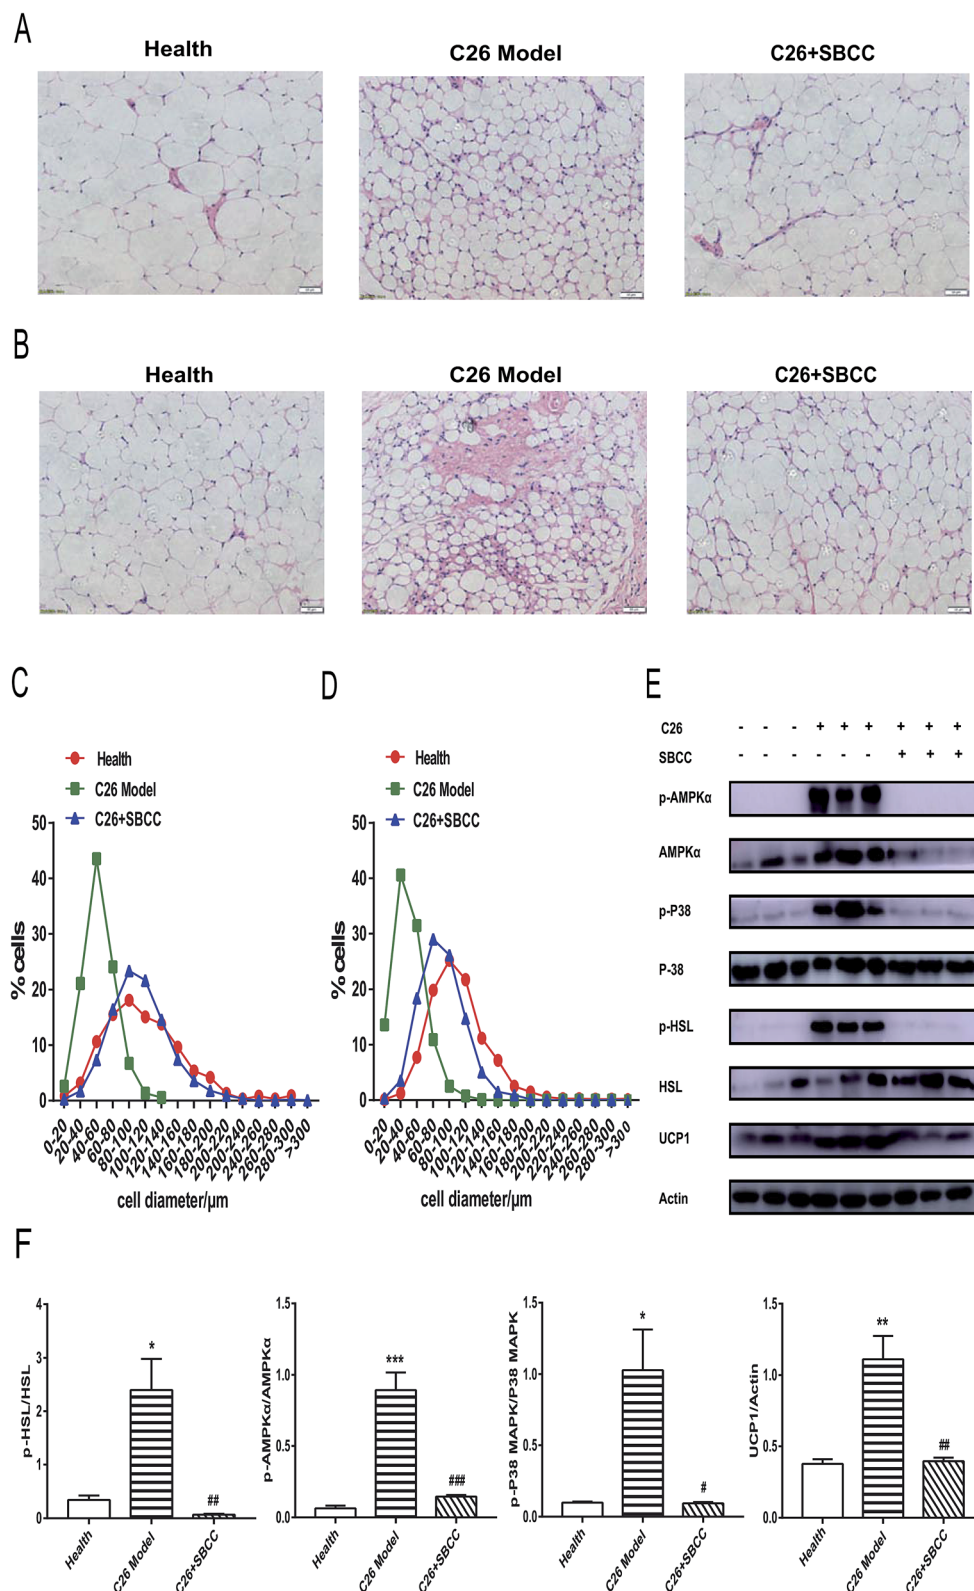 A
Health
C26 Model
C26+SBCC
B
Health
C26 Model
C26+SBCC
C
D
E
Health
C26 Model
C26+SBCC
Health
C26 Model
C26+SBCC
50
40
30
20
10
0
% cells
0-20
20-40
40-60
60-80
80-100
100-120
120-140
140-160
160-180
180-200
200-220
220-240
240-260
260-280
280-300
>300
cell diameter/μm
50
40
30
20
10
0
% cells
0-20
20-40
40-60
60-80
80-100
100-120
120-140
140-160
160-180
180-200
200-220
220-240
240-260
260-280
280-300
>300
cell diameter/μm
C26 - - - + + + + + +
SBCC - - - - - - + + +
p-AMPKα
AMPKα
p-P38
P-38
p-HSL
HSL
UCP1
Actin
F
4
3
2
1
0
p-HSL/HSL
*
##
Health
C26 Model
C26+SBCC
1.5
1.0
0.5
0.0
p-AMPKα/AMPKα
***
###
Health
C26 Model
C26+SBCC
1.5
1.0
0.5
0.0
p-P38 MAPK/P38 MAPK
*
#
Health
C26 Model
C26+SBCC
1.5
1.0
0.5
0.0
UCP1/Actin
**
##
Health
C26 Model
C26+SBCC